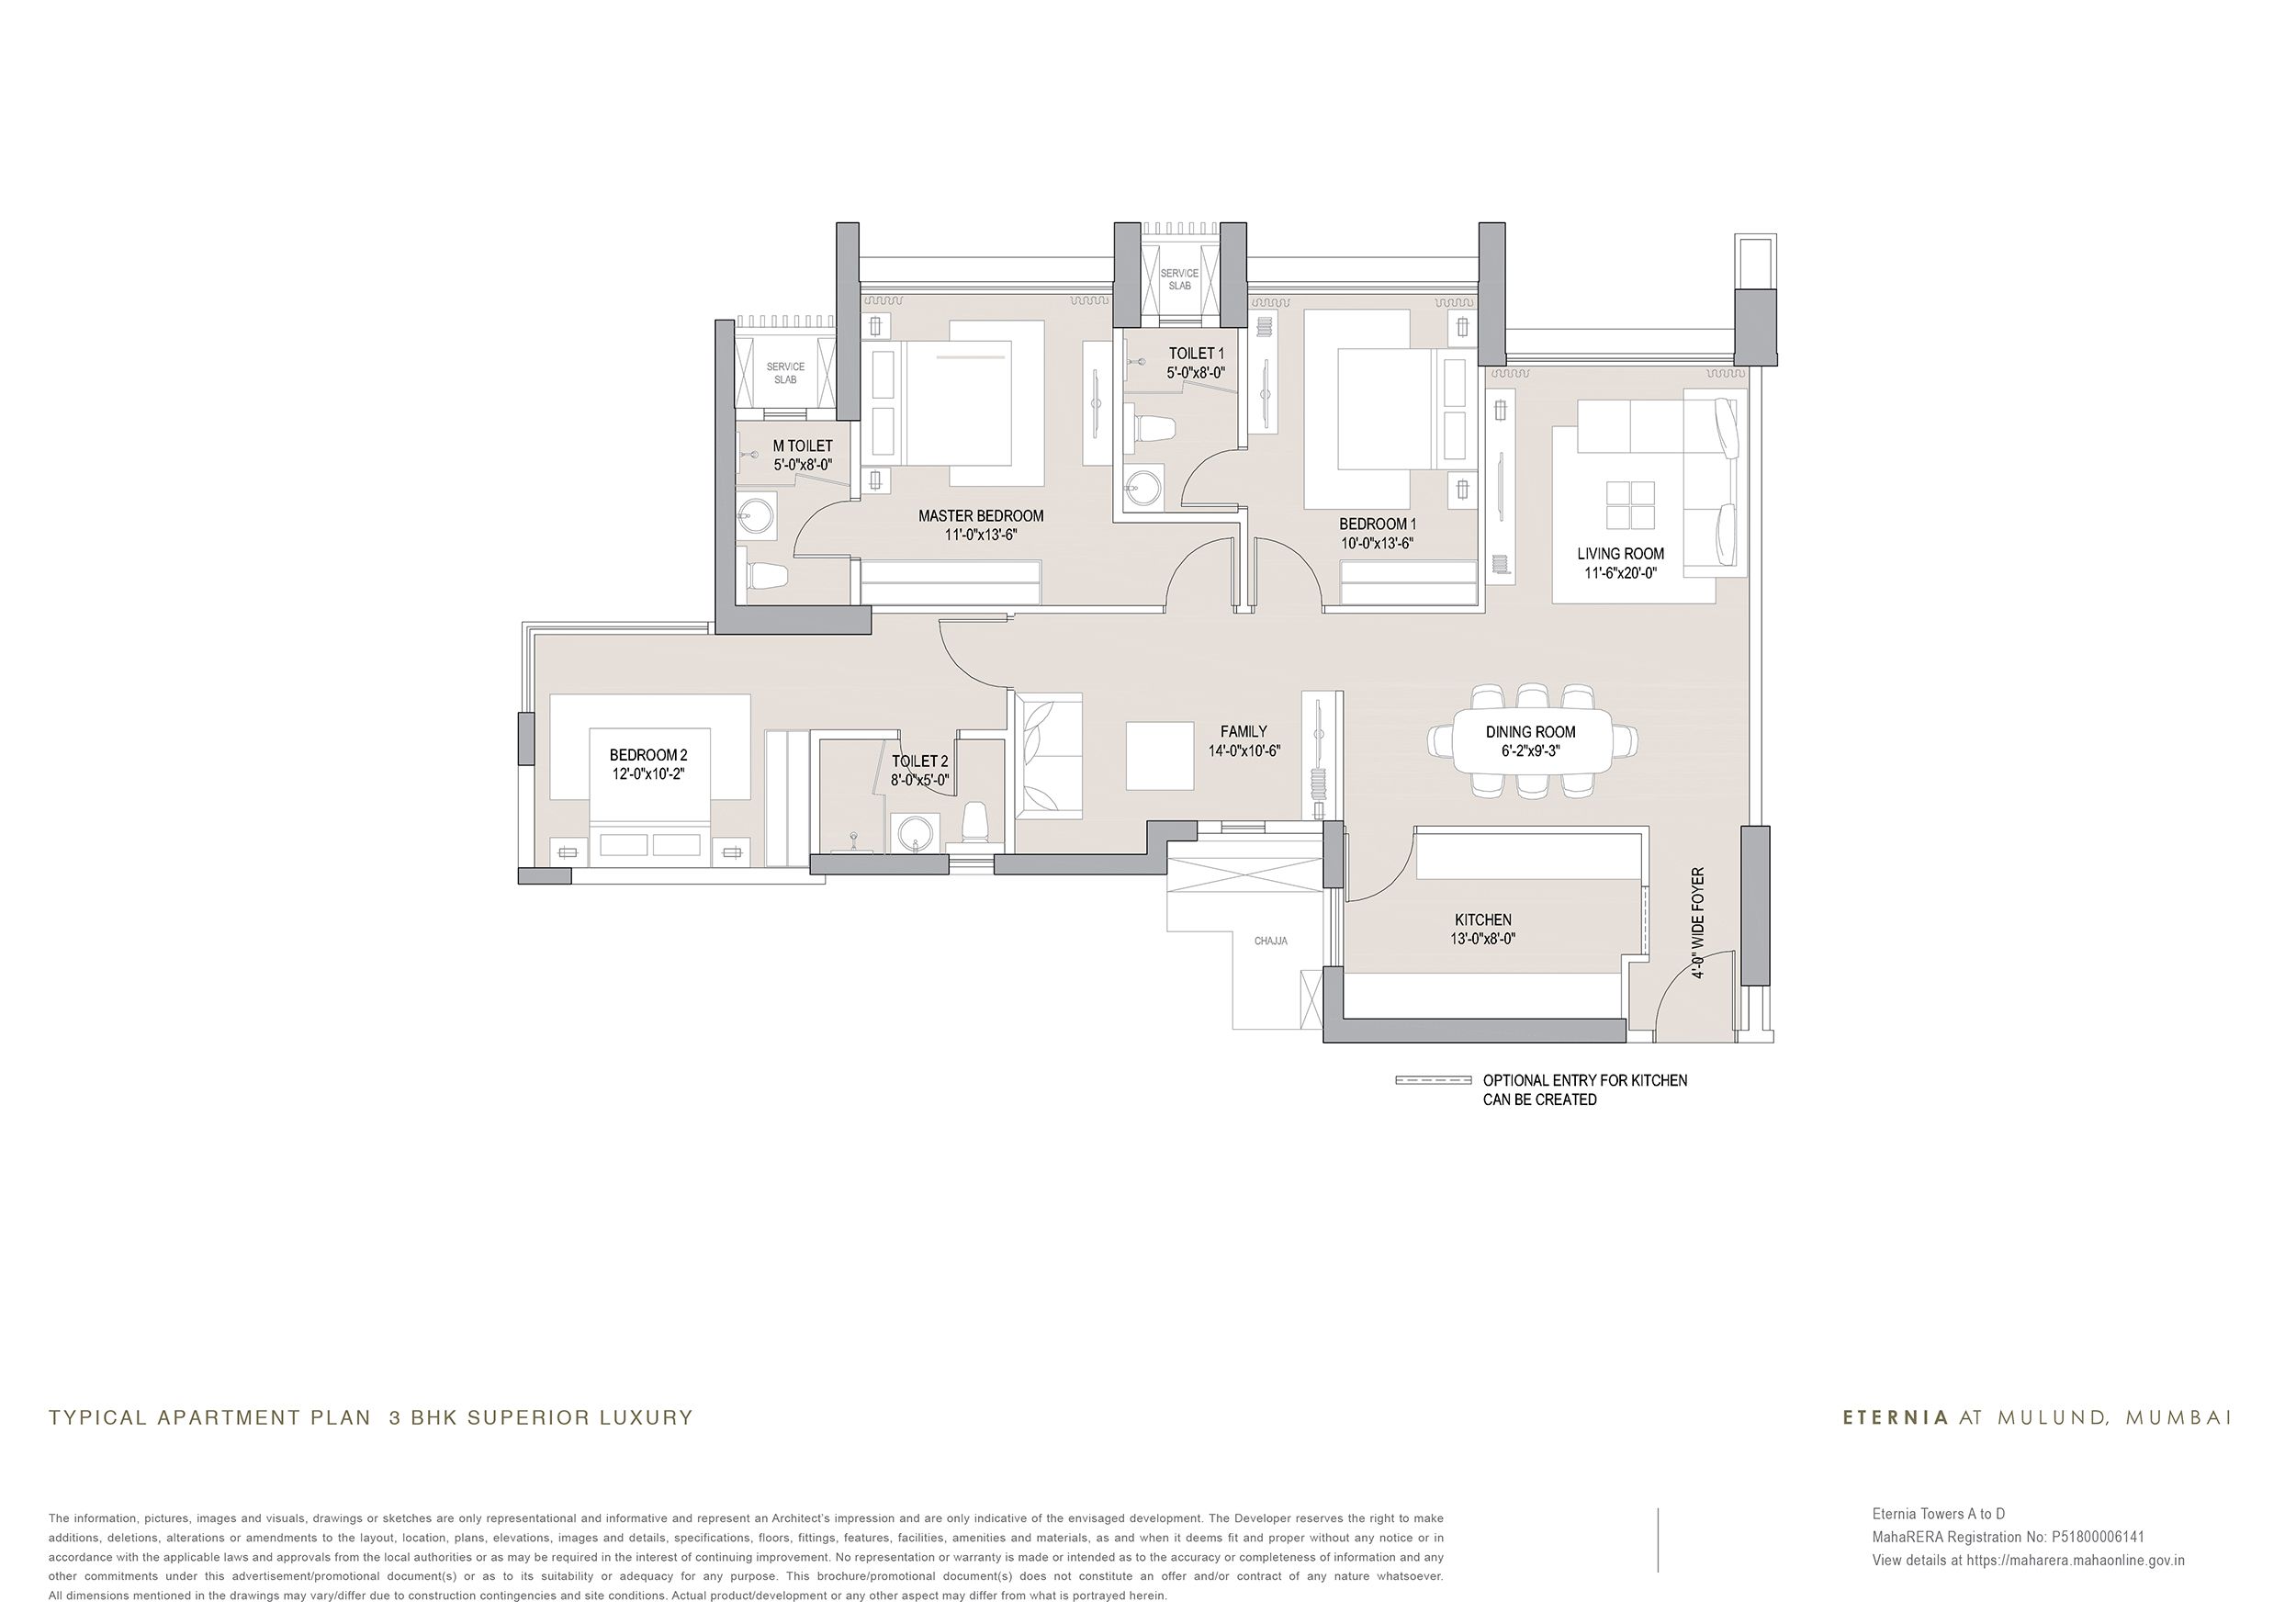 SERVICE
SLAB
SERVICE
SLAB
TOILET 1
5'-0"x8'-0"
M TOILET
5'-0"x8'-0"
MASTER BEDROOM
11'-0"x13'-6"
BEDROOM 1
10'-0"x13'-6"
LIVING ROOM
11'-6"x20'-0"
BEDROOM 2
12'-0"x10'-2"
TOILET 2
8'-0"x5'-0"
FAMILY
14'-0"x10'-6"
DINING ROOM
6'-2"x9'-3"
KITCHEN
13'-0"x8'-0"
4'-0" WIDE FOYER
CHAJJA
OPTIONAL ENTRY FOR KITCHEN
CAN BE CREATED
TYPICAL APARTMENT PLAN 3 BHK SUPERIOR LUXURY
ETERNIA AT MULUND, MUMBAI
The information, pictures, images and visuals, drawings or sketches are only representational and informative and represent an Architect's impression and are only indicative of the envisaged development. The Developer reserves the right to make
additions, deletions, alterations or amendments to the layout, location, plans, elevations, images and details, specifications, floors, fittings, features, facilities, amenities and materials, as and when it deems fit and proper without any notice or in
accordance with the applicable laws and approvals from the local authorities or as may be required in the interest of continuing improvement. No representation or warranty is made or intended as to the accuracy or completeness of information and any
other commitments under this advertisement/promotional document(s) or as to its suitability or adequacy for any purpose. This brochure/promotional document(s) does not constitute an offer and/or contract of any nature whatsoever.
All dimensions mentioned in the drawings may vary/differ due to construction contingencies and site conditions. Actual product/development or any other aspect may differ from what is portrayed herein.
Eternia Towers A to D
MahaRERA Registration No: P51800006141
View details at https://maharera.mahaonline.gov.in